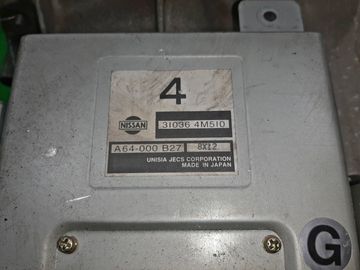 4
NISSAN 31036 4M510
A64-000 B27 8X12
UNISIA JECS CORPORATION
MADE IN JAPAN
G